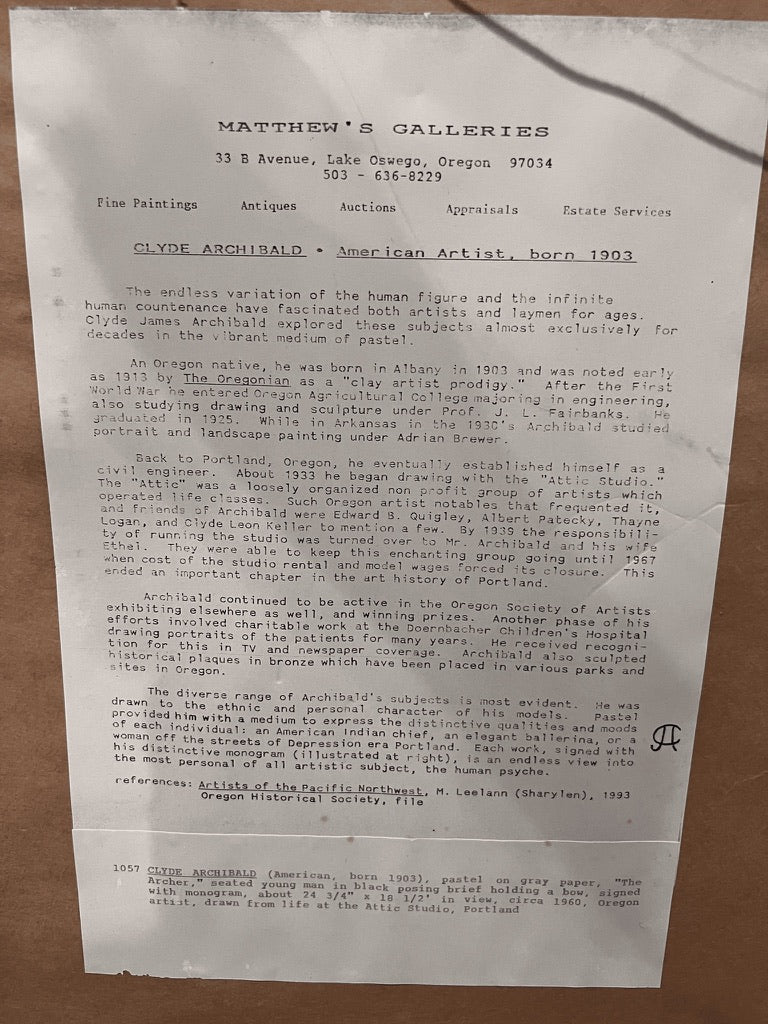 MATTHEW'S GALLERIES
33 B Avenue, Lake Oswego, Oregon 97034
503 - 636-8229
Fine Paintings Antiques Auctions Appraisals Estate Services
CLYDE ARCHIBALD • American Artist, born 1903
The endless variation of the human figure and the infinite
human countenance have fascinated both artists and laymen for ages.
Clyde James Archibald explored these subjects almost exclusively for
decades in the vibrant medium of pastel.
An Oregon native, he was born in Albany in 1903 and was noted early
as 1913 by The Oregonian as a "clay artist prodigy." After the First
World War he entered Oregon Agricultural College majoring in engineering,
also studying drawing and sculpture under Prof. J. L. Fairbanks. He
graduated in 1925. While in Arkansas in the 1930's Archibald studied
portrait and landscape painting under Adrian Brewer.
Back to Portland, Oregon, he eventually established himself as a
civil engineer. About 1933 he began drawing with the "Attic Studio."
The "Attic" was a loosely organized non profit group of artists which
operated life classes. Such Oregon artist notables that frequented it,
and friends of Archibald were Edward B. Quigley, Albert Patecky, Thayne
Logan, and Clyde Leon Keller to mention a few. By 1939 the responsibili-
ty of running the studio was turned over to Mr. Archibald and his wife
Ethel. They were able to keep this enchanting group going until 1967
when cost of the studio rental and model wages forced its closure. This
ended an important chapter in the art history of Portland.
Archibald continued to be active in the Oregon Society of Artists
exhibiting elsewhere as well, and winning prizes. Another phase of his
efforts involved charitable work at the Doernbacher Children's Hospital
drawing portraits of the patients for many years. He received recogni-
tion for this in TV and newspaper coverage. Archibald also sculpted
historical plaques in bronze which have been placed in various parks and
sites in Oregon.
The diverse range of Archibald's subjects is most evident. He was
drawn to the ethnic and personal character of his models. Pastel
provided him with a medium to express the distinctive qualities and moods
of each individual: an American Indian chief, an elegant ballerina, or a
woman off the streets of Depression era Portland. Each work, signed with
his distinctive monogram (illustrated at right), is an endless view into
the most personal of all artistic subject, the human psyche.
references: Artists of the Pacific Northwest, M. Leelann (Sharylen), 1993
Oregon Historical Society, file
1057 CLYDE ARCHIBALD (American, born 1903), pastel on gray paper, "The
Archer," seated young man in black posing brief holding a bow, signed
with monogram, about 24 3/4" x 18 1/2' in view, circa 1960, Oregon
artist, drawn from life at the Attic Studio, Portland